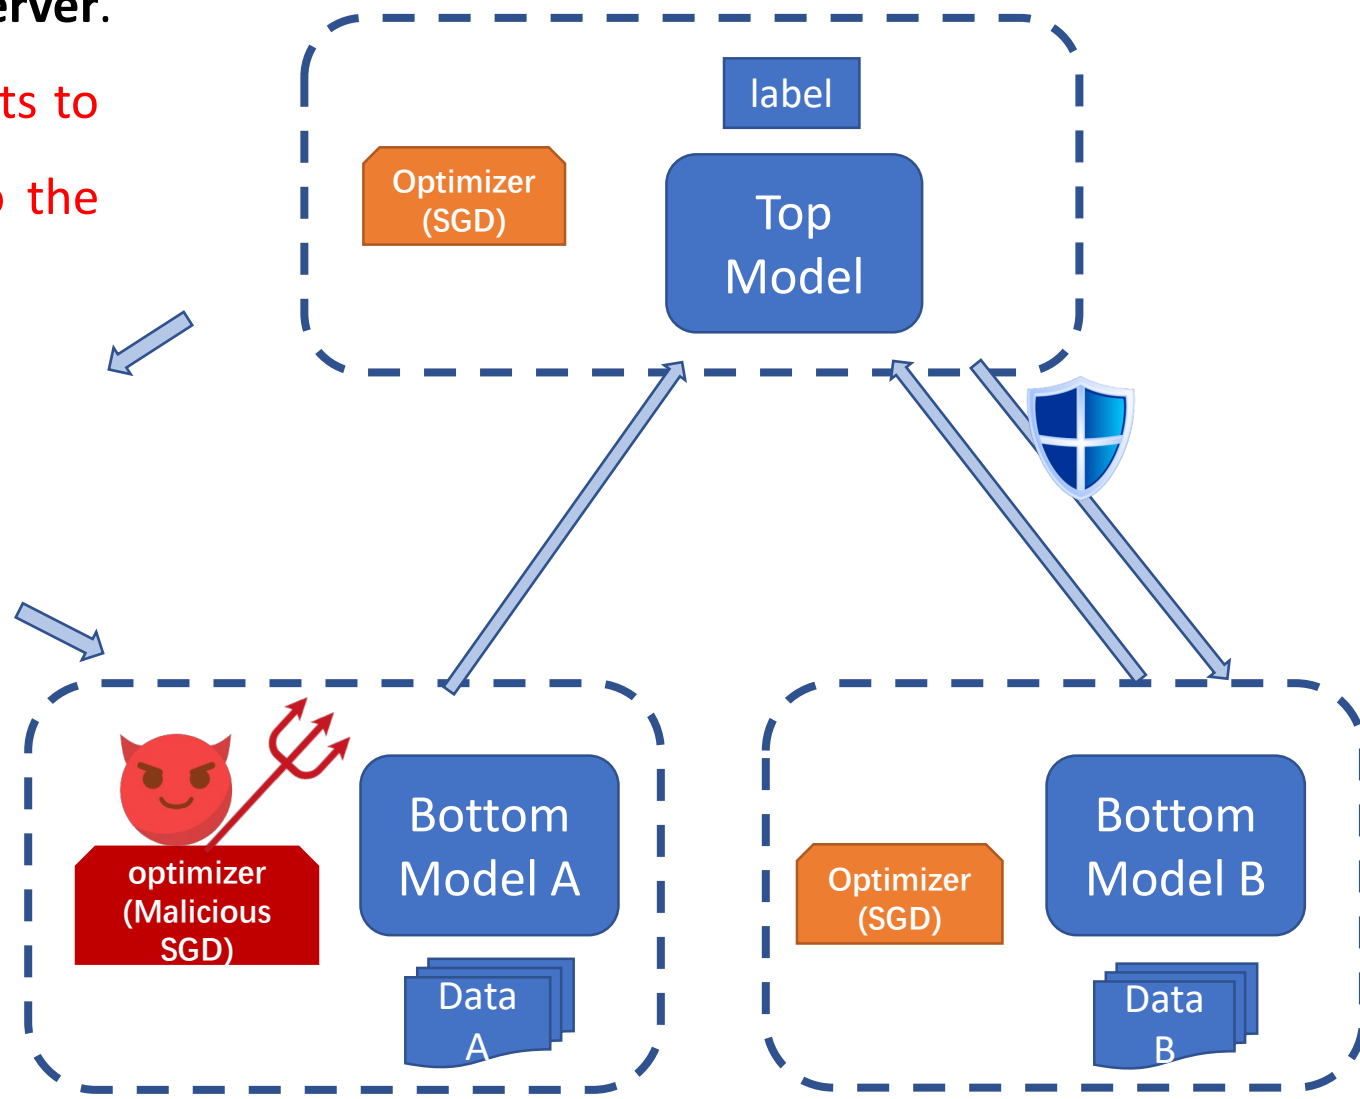 erver.
ts to
the
label
Optimizer
(SGD)
Top
Model
optimizer
(Malicious
SGD)
Bottom
Model A
Data
A
Optimizer
(SGD)
Bottom
Model B
Data
B